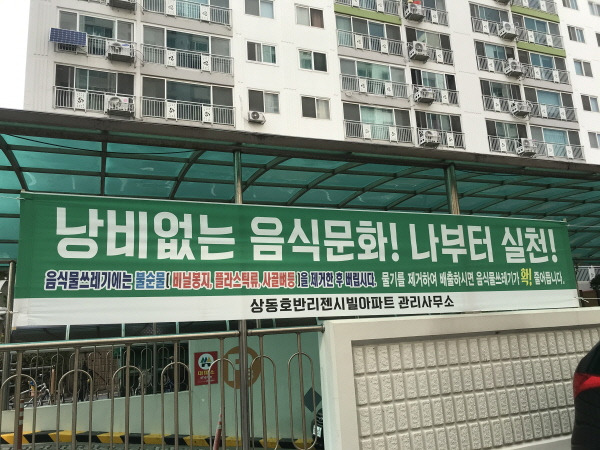 낭비없는 음식문화! 나부터 실천!
음식물쓰레기에는 불순물( 비닐봉지, 플라스틱류, 사골뼈등 )을 제거한 후 버립시다. 물기를 제거하여 배출하시면 음식물쓰레기가 확! 줄어듭니다.
상동호반리젠시빌아파트 관리사무소